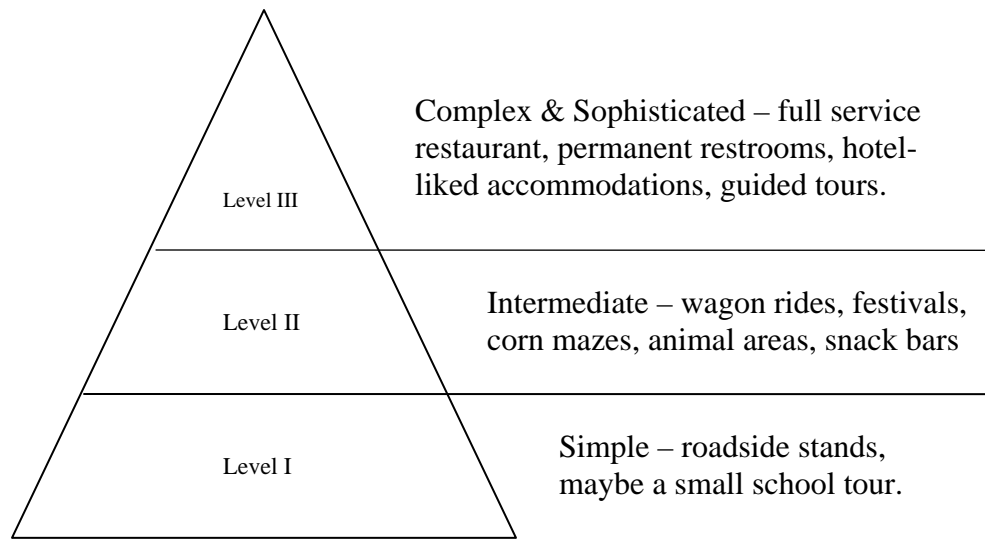 Complex & Sophisticated – full service
restaurant, permanent restrooms, hotel-
liked accommodations, guided tours.
Level III
Intermediate – wagon rides, festivals,
corn mazes, animal areas, snack bars
Level II
Simple – roadside stands,
maybe a small school tour.
Level I